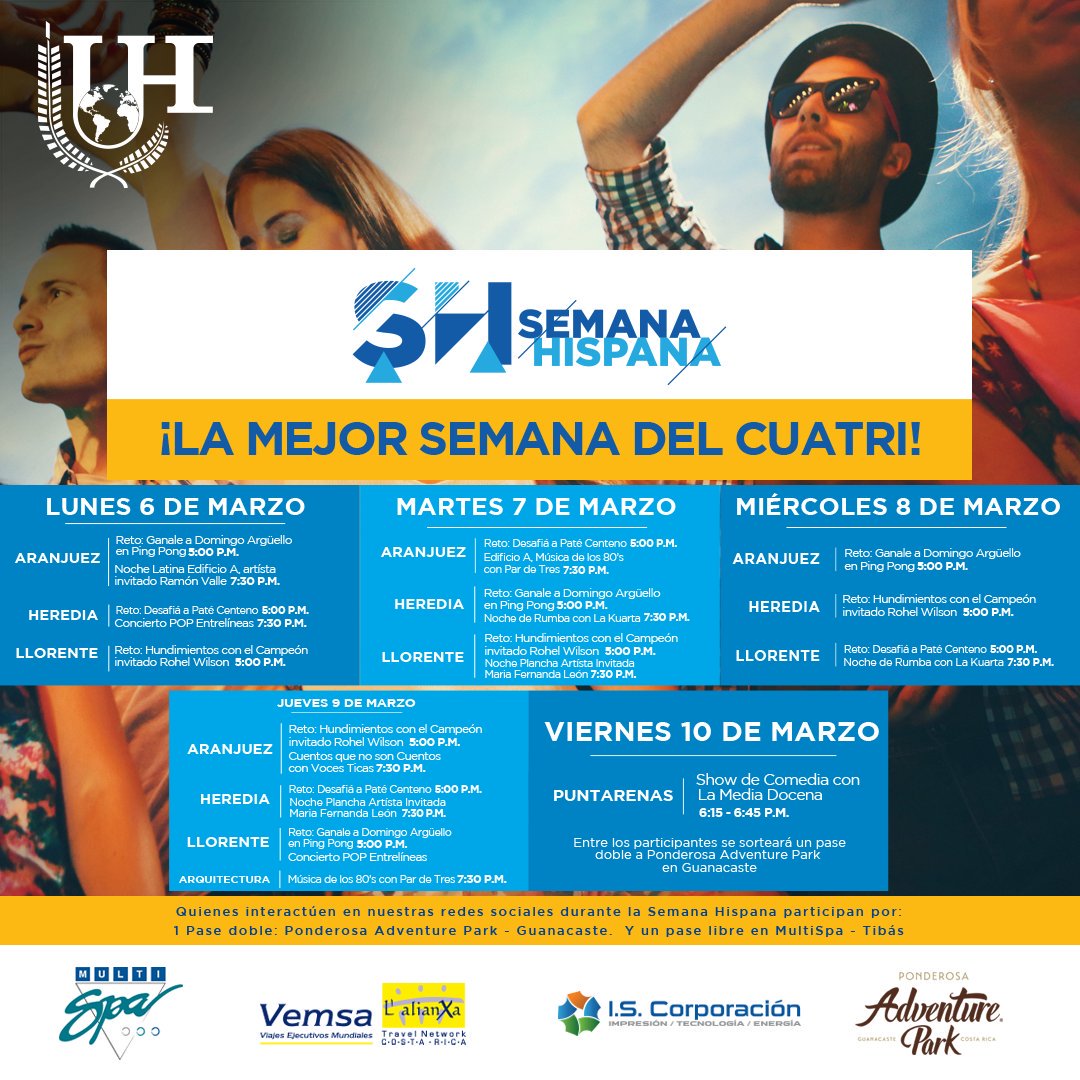 UH
SH SEMANA
HISPANA
¡LA MEJOR SEMANA DEL CUATRI!
LUNES 6 DE MARZO
ARANJUEZ
Reto: Ganale a Domingo Argüello
en Ping Pong 5:00 P.M.
Noche Latina Edificio A, artísta
invitado Ramón Valle 7:30 P.M.
HEREDIA
Reto: Desafiá a Paté Centeno 5:00 P.M.
Concierto POP Entrelíneas 7:30 P.M.
LLORENTE
Reto: Hundimientos con el Campeón
invitado Rohel Wilson 5:00 P.M.
MARTES 7 DE MARZO
ARANJUEZ
Reto: Desafiá a Paté Centeno 5:00 P.M.
Edificio A, Música de los 80's
con Par de Tres 7:30 P.M.
HEREDIA
Reto: Ganale a Domingo Argüello
en Ping Pong 5:00 P.M.
Noche de Rumba con La Kuarta 7:30 P.M.
LLORENTE
Reto: Hundimientos con el Campeón
invitado Rohel Wilson 5:00 P.M.
Noche Plancha Artísta Invitada
Maria Fernanda León 7:30 P.M.
MIÉRCOLES 8 DE MARZO
ARANJUEZ
Reto: Ganale a Domingo Argüello
en Ping Pong 5:00 P.M.
HEREDIA
Reto: Hundimientos con el Campeón
invitado Rohel Wilson 5:00 P.M.
LLORENTE
Reto: Desafiá a Paté Centeno 5:00 P.M.
Noche de Rumba con La Kuarta 7:30 P.M.
JUEVES 9 DE MARZO
ARANJUEZ
Reto: Hundimientos con el Campeón
invitado Rohel Wilson 5:00 P.M.
Cuentos que no son Cuentos
con Voces Ticas 7:30 P.M.
HEREDIA
Reto: Desafiá a Paté Centeno 5:00 P.M.
Noche Plancha Artísta Invitada
Maria Fernanda León 7:30 P.M.
LLORENTE
Reto: Ganale a Domingo Argüello
en Ping Pong 5:00 P.M.
Concierto POP Entrelíneas
ARQUITECTURA
Música de los 80's con Par de Tres 7:30 P.M.
VIERNES 10 DE MARZO
PUNTARENAS
Show de Comedia con
La Media Docena
6:15 - 6:45 P.M.
Entre los participantes se sorteará un pase
doble a Ponderosa Adventure Park
en Guanacaste
Quienes interactúen en nuestras redes sociales durante la Semana Hispana participan por:
1 Pase doble: Ponderosa Adventure Park - Guanacaste. Y un pase libre en MultiSpa - Tibás
MULTI
Spa
Vemsa
Viajes Ejecutivos Mundiales
L'alianXa
Travel Network
COSTA·RICA
I.S. Corporación
IMPRESIÓN / TECNOLOGÍA / ENERGÍA
PONDEROSA
Adventure
GUANACASTE Park COSTA RICA